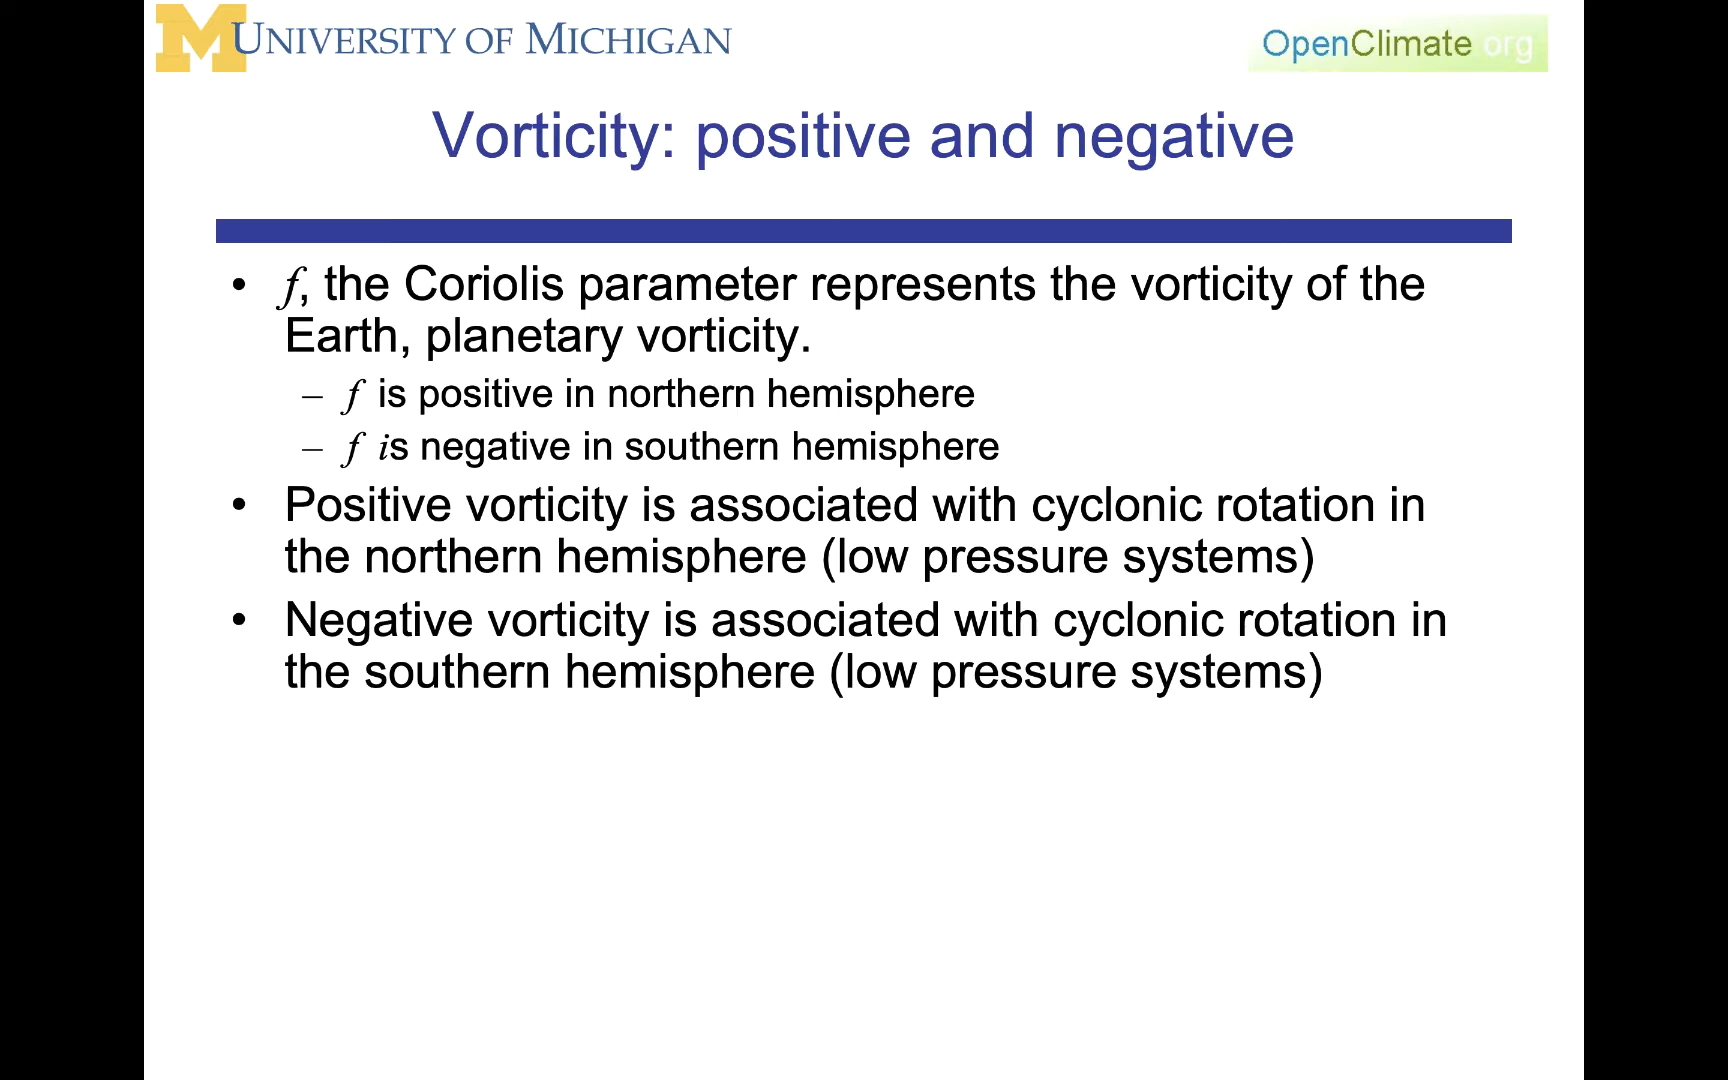 UNIVERSITY OF MICHIGAN
OpenClimate org
Vorticity: positive and negative
• f, the Coriolis parameter represents the vorticity of the
Earth, planetary vorticity.
– f is positive in northern hemisphere
– f is negative in southern hemisphere
• Positive vorticity is associated with cyclonic rotation in
the northern hemisphere (low pressure systems)
• Negative vorticity is associated with cyclonic rotation in
the southern hemisphere (low pressure systems)